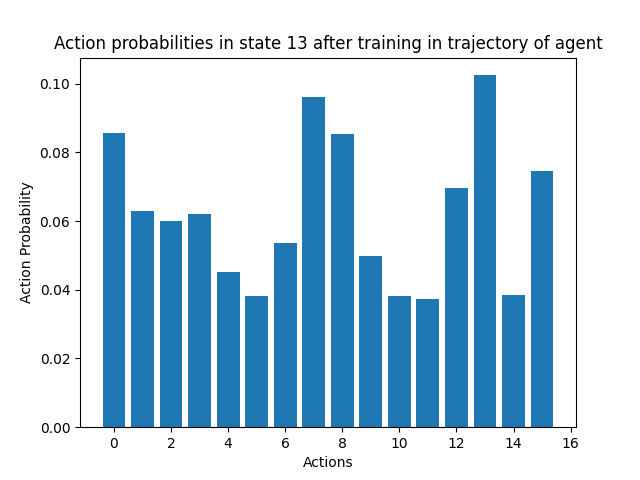 Action probabilities in state 13 after training in trajectory of agent
0.10
0.08
0.06
0.04
0.02
0.00
Action Probability
0 2 4 6 8 10 12 14 16
Actions